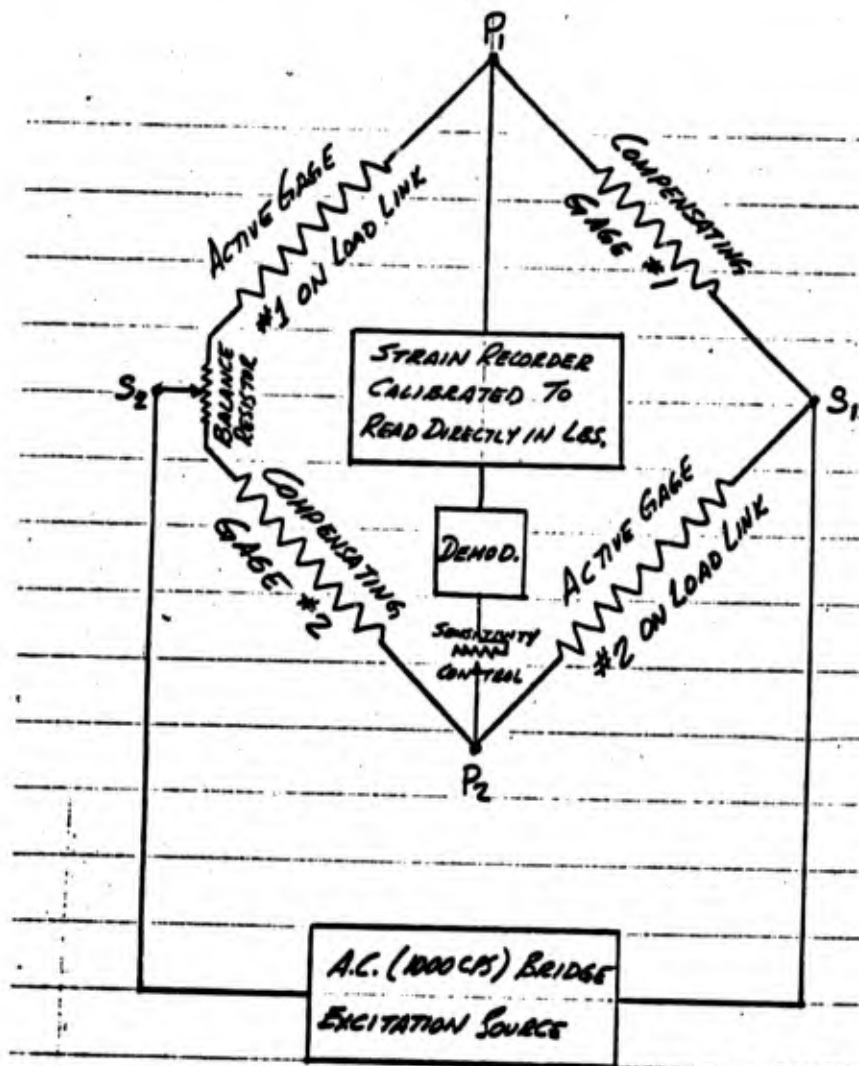 P1
ACTIVE GAGE
#1 ON LOAD LINK
COMPENSATING
GAGE #1
STRAIN RECORDER
CALIBRATED TO
READ DIRECTLY IN LBS.
S2
BALANCE
RESISTOR
S1
COMPENSATING
GAGE #2
DEMOD.
ACTIVE GAGE
#2 ON LOAD LINK
SENSITIVITY
CONTROL
P2
A.C. (1000 CPS) BRIDGE
EXCITATION SOURCE